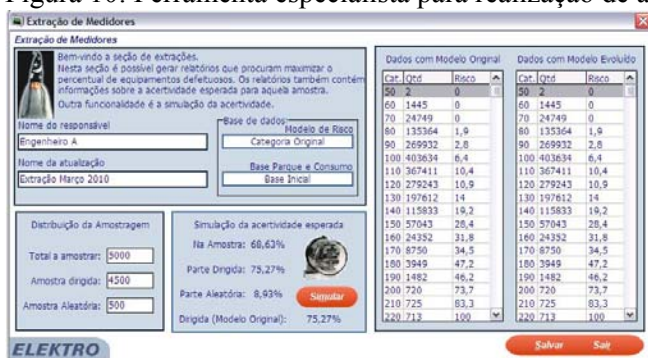 Figura 10: Ferramenta especialista para realização de a
Extração de Medidores
Extração de Medidores
Bem-vindo a seção de extrações.
Nesta seção é possível gerar relatórios que procuram maximizar o
percentual de equipamentos defeituosos. Os relatórios também contém
informações sobre a acertividade esperada para aquela amostra.
Outra funcionalidade é a simulação da acertividade.
Nome do responsável
Engenheiro A
Nome da atualização
Extração Março 2010
Base de dados:
Modelo de Risco
Categora Original
Base Parque e Consumo
Base Inicial
Distribuição da Amostragem
Total a amostrar: 5000
Amostra dirigida: 4500
Amostra Aleatória: 500
Simulação da acertividade esperada
Na Amostra: 68,63%
Parte Dirigida: 75,27%
Parte Aleatória: 8,93%
Simular
Dirigida (Modelo Original): 75,27%
Dados com Modelo Original
Cat. Qtd Risco
50 2 0
60 1445 0
70 24749 0
80 135364 1,9
90 269932 2,8
100 403634 6,4
110 367411 10,4
120 279243 10,9
130 197612 14
140 115833 19,2
150 57043 28,4
160 24352 31,8
170 8750 34,5
180 3949 47,2
190 1482 46,2
200 720 73,7
210 725 83,3
220 713 100
Dados com Modelo Evoluído
Cat. Qtd Risco
50 2 0
60 1445 0
70 24749 0
80 135364 1,9
90 269932 2,8
100 403634 6,4
110 367411 10,4
120 279243 10,9
130 197612 14
140 115833 19,2
150 57043 28,4
160 24352 31,8
170 8750 34,5
180 3949 47,2
190 1482 46,2
200 720 73,7
210 725 83,3
220 713 100
ELEKTRO
Salvar Sair